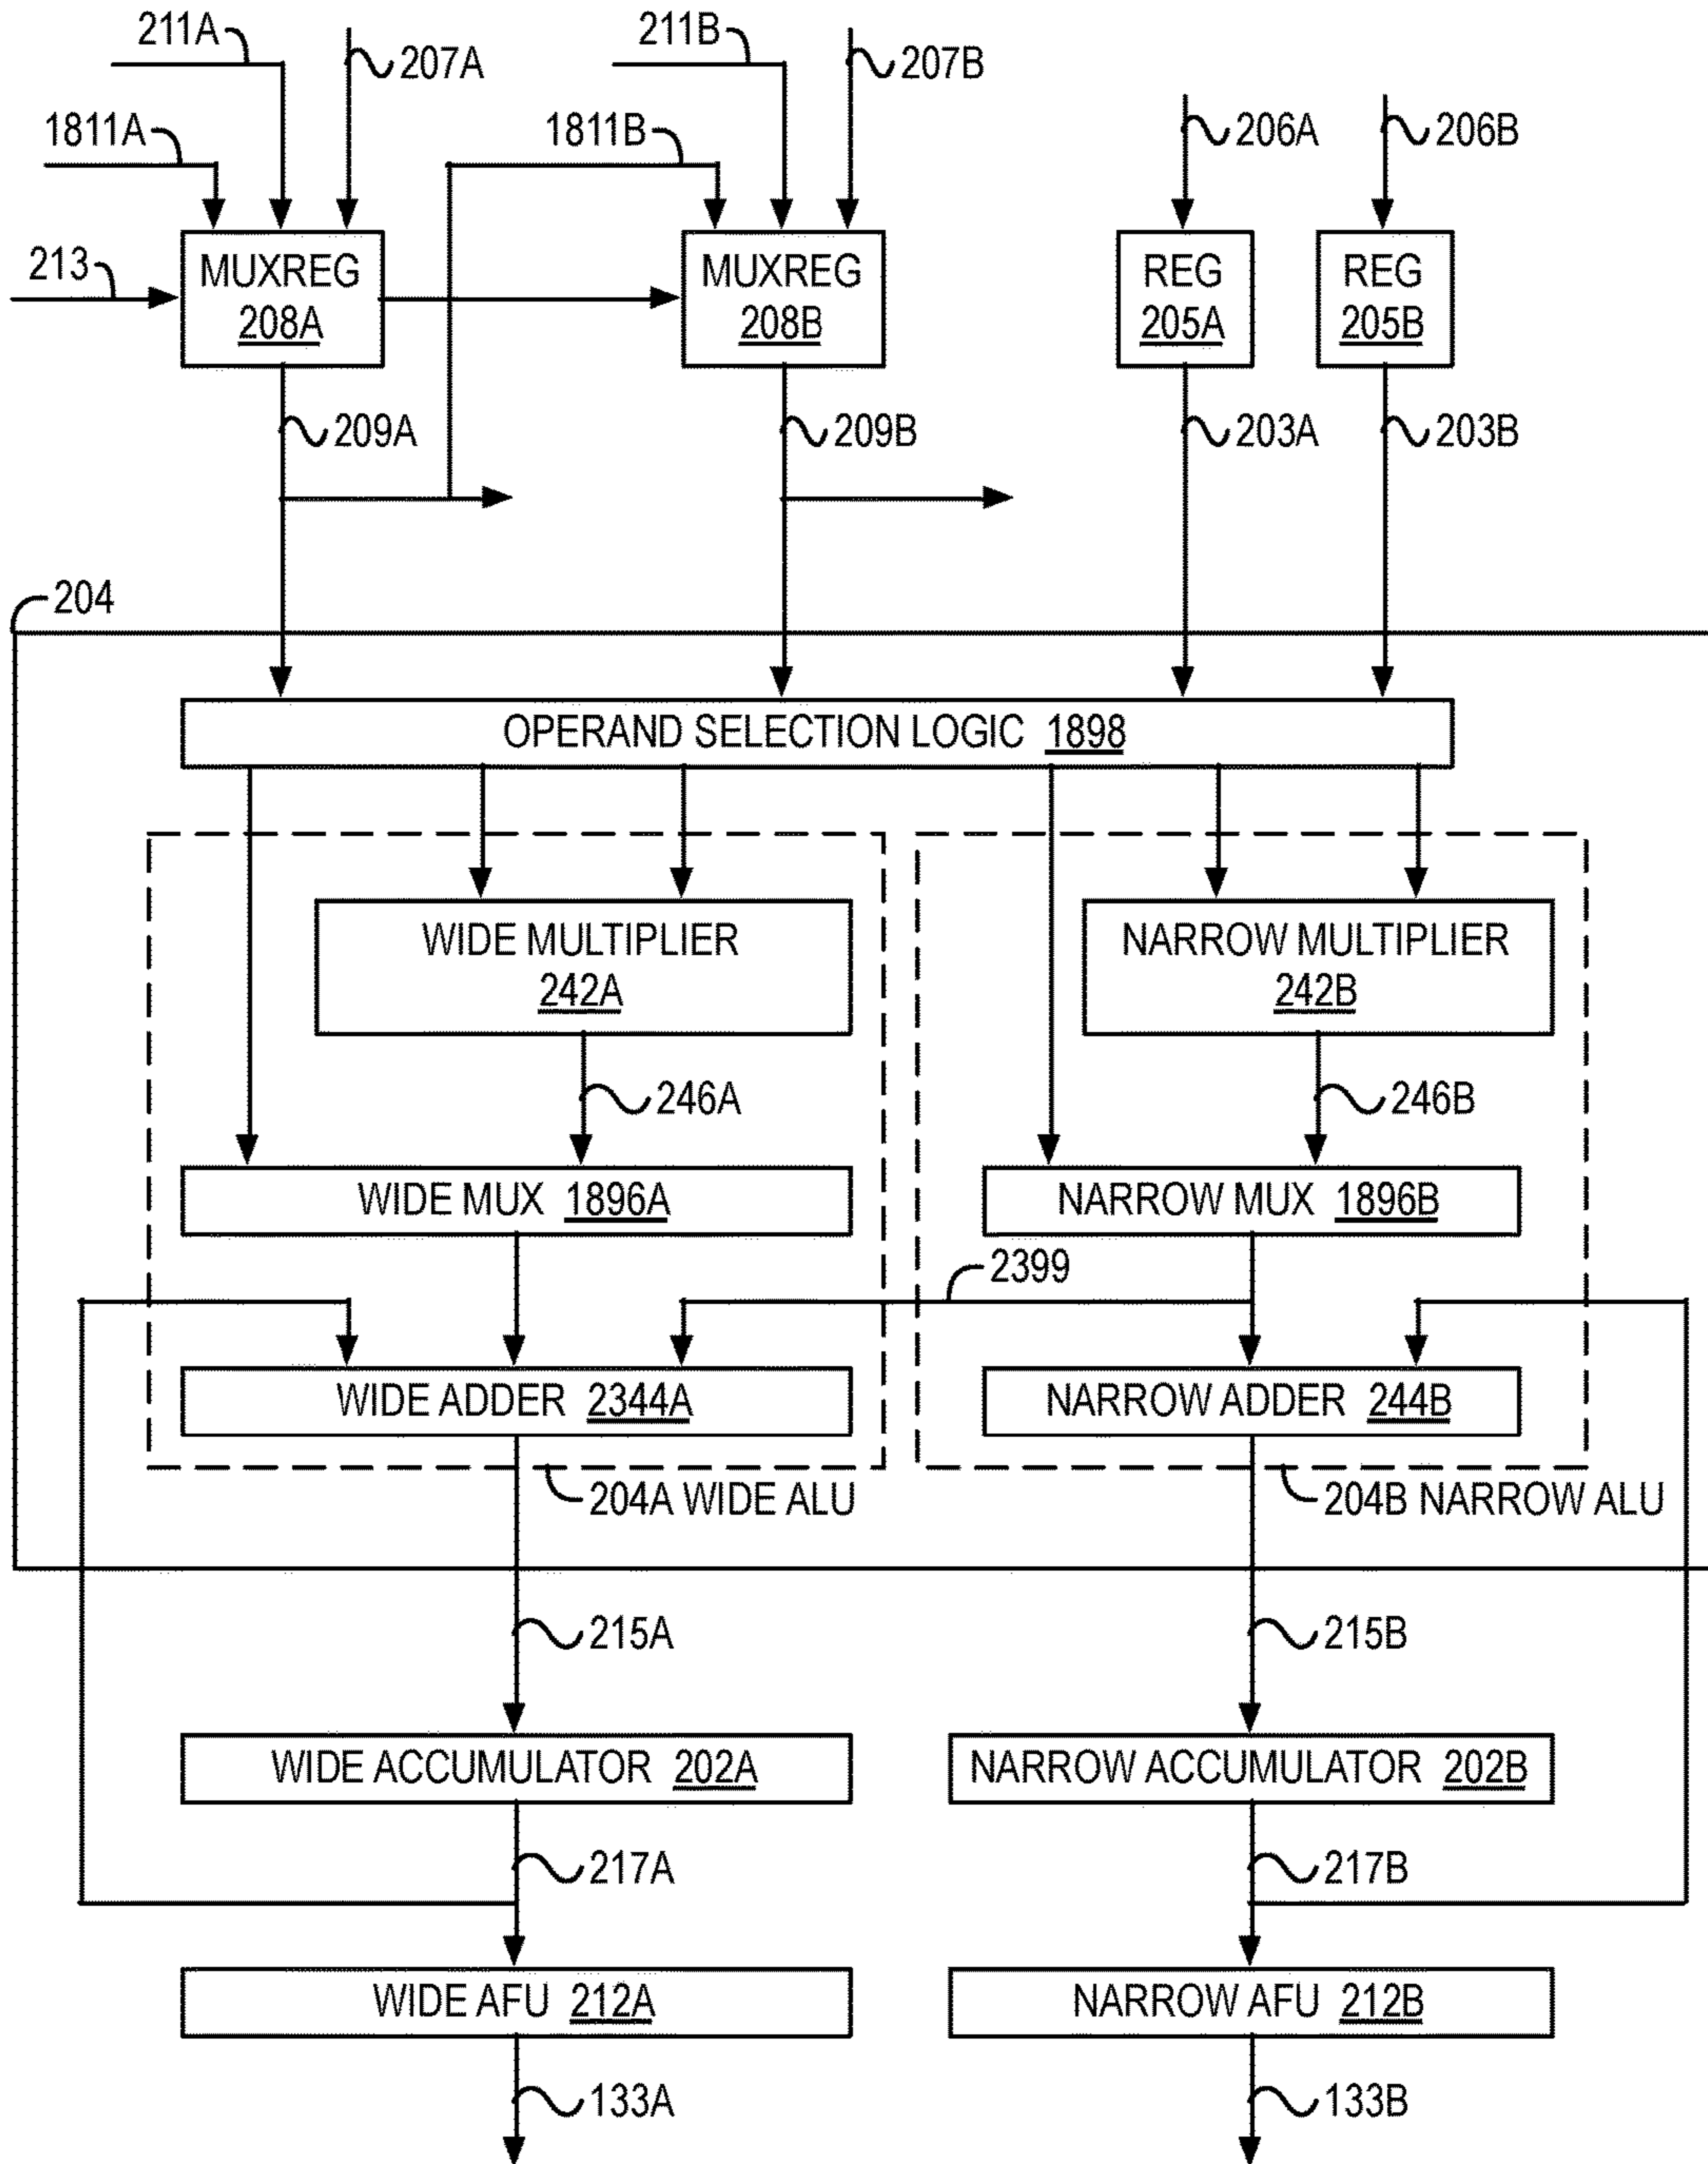 211A
207A
211B
207B
1811A
1811B
206A
206B
213
MUXREG
208A
MUXREG
208B
REG
205A
REG
205B
209A
209B
203A
203B
204
OPERAND SELECTION LOGIC 1898
WIDE MULTIPLIER
242A
NARROW MULTIPLIER
242B
246A
246B
WIDE MUX 1896A
NARROW MUX 1896B
2399
WIDE ADDER 2344A
NARROW ADDER 244B
204A WIDE ALU
204B NARROW ALU
215A
215B
WIDE ACCUMULATOR 202A
NARROW ACCUMULATOR 202B
217A
217B
WIDE AFU 212A
NARROW AFU 212B
133A
133B